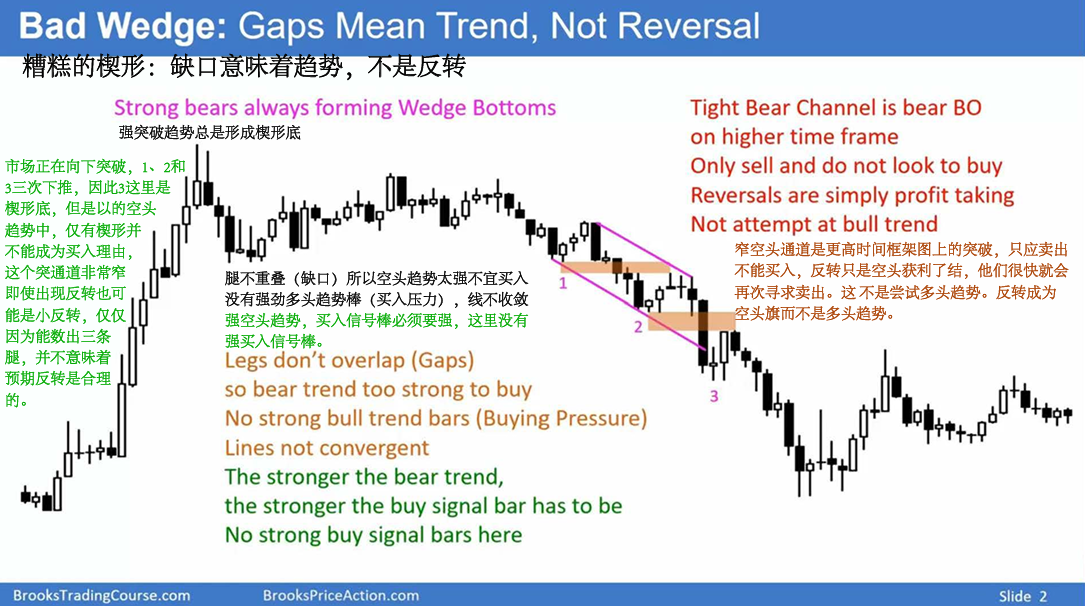 Bad Wedge: Gaps Mean Trend, Not Reversal
糟糕的楔形：缺口意味着趋势，不是反转
Strong bears always forming Wedge Bottoms
强突破趋势总是形成楔形底
市场正在向下突破，1、2和
3三次下推，因此3这里是
楔形底，但是以的空头
趋势中，仅有楔形并
不能成为买入理由，
这个突通道非常窄
即使出现反转也可
能是小反转，仅仅
因为能数出三条
腿，并不意味着
预期反转是合理
的。
Tight Bear Channel is bear BO
on higher time frame
Only sell and do not look to buy
Reversals are simply profit taking
Not attempt at bull trend
窄空头通道是更高时间框架图上的突破，只应卖出
不能买入，反转只是空头获利了结，他们很快就会
再次寻求卖出。这 不是尝试多头趋势。反转成为
空头旗而不是多头趋势。
腿不重叠（缺口）所以空头趋势太强不宜买入
没有强劲多头趋势棒（买入压力），线不收敛
强空头趋势，买入信号棒必须要强，这里没有
强买入信号棒。
Legs don’t overlap (Gaps)
so bear trend too strong to buy
No strong bull trend bars (Buying Pressure)
Lines not convergent
The stronger the bear trend,
the stronger the buy signal bar has to be
No strong buy signal bars here
1
2
3
BrooksTradingCourse.com
BrooksPriceAction.com
Slide 2